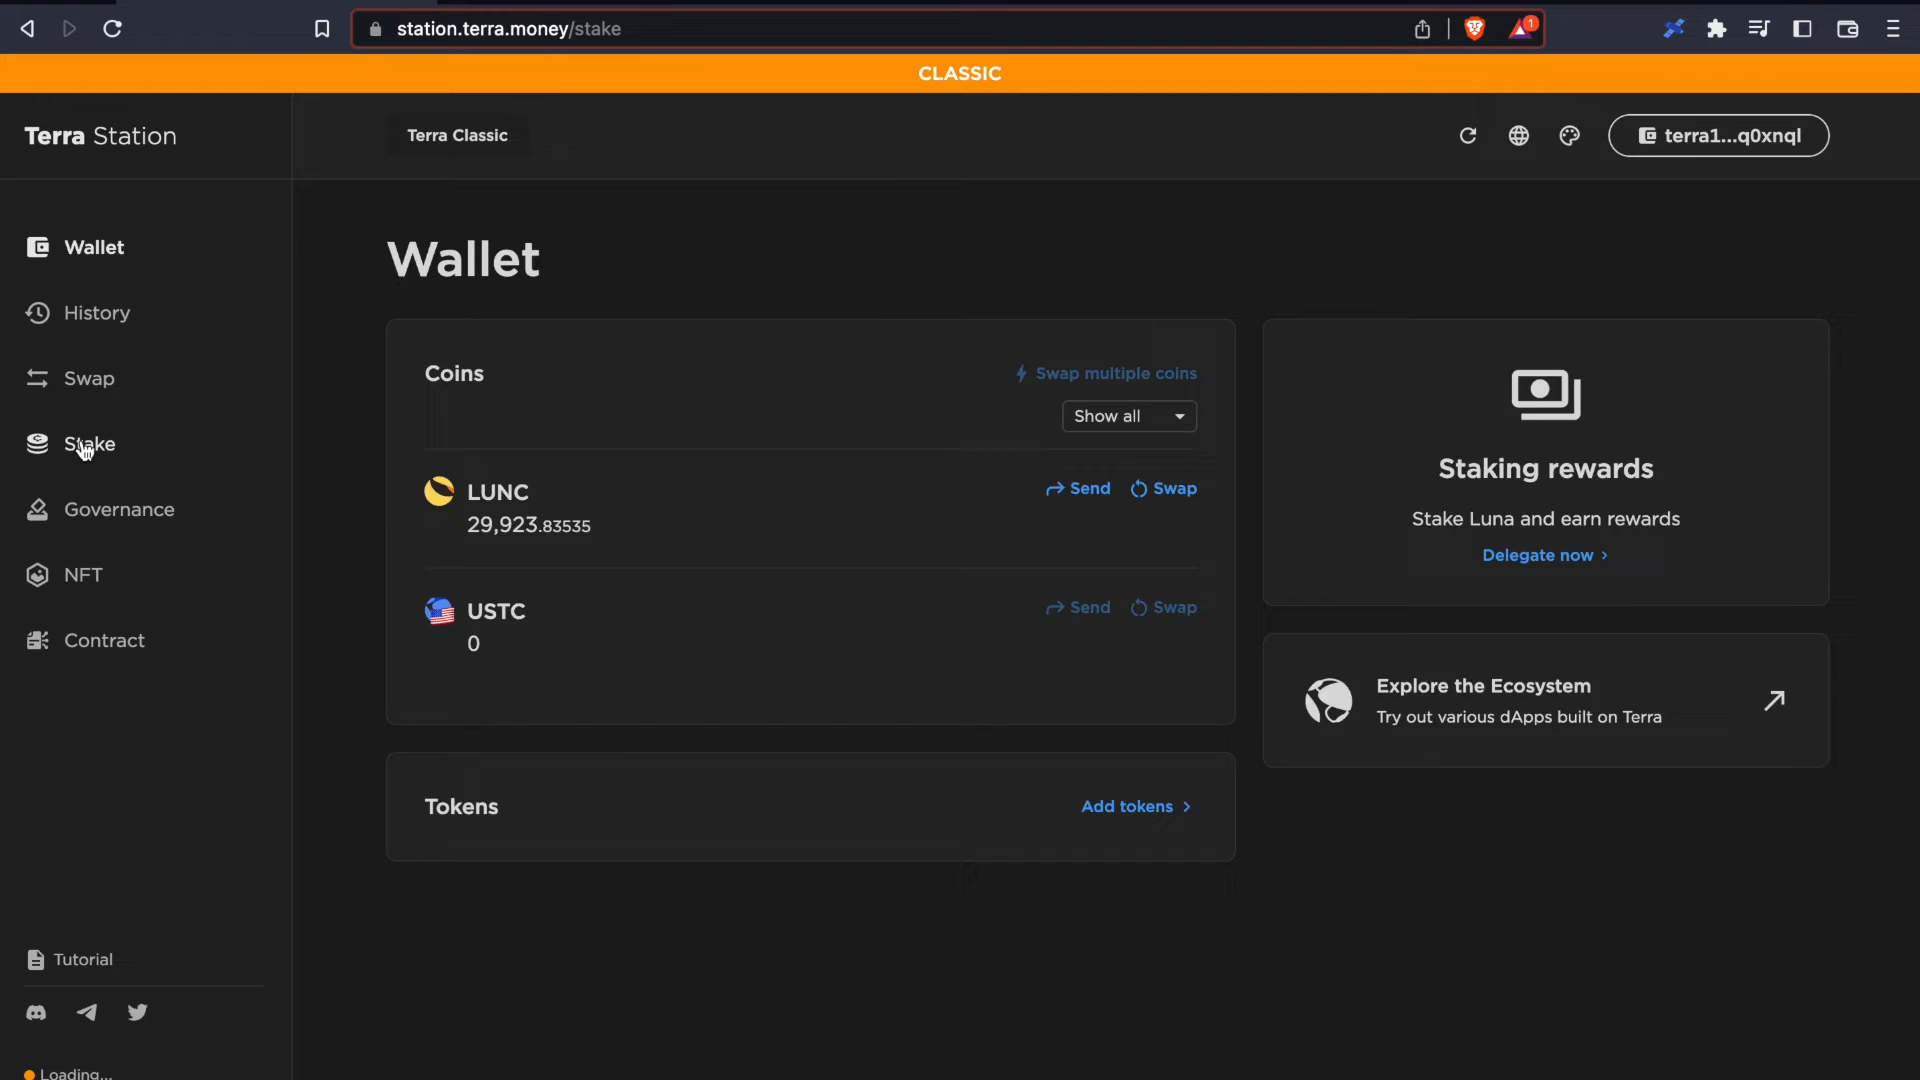 station.terra.money/stake
1
CLASSIC
Terra Station
Terra Classic
terra1...q0xnql
Wallet
History
Swap
Stake
Governance
NFT
Contract
Tutorial
Loading...
Wallet
Coins
Swap multiple coins
Show all
LUNC
Send
Swap
29,923.83535
USTC
Send
Swap
0
Tokens
Add tokens
Staking rewards
Stake Luna and earn rewards
Delegate now
Explore the Ecosystem
Try out various dApps built on Terra